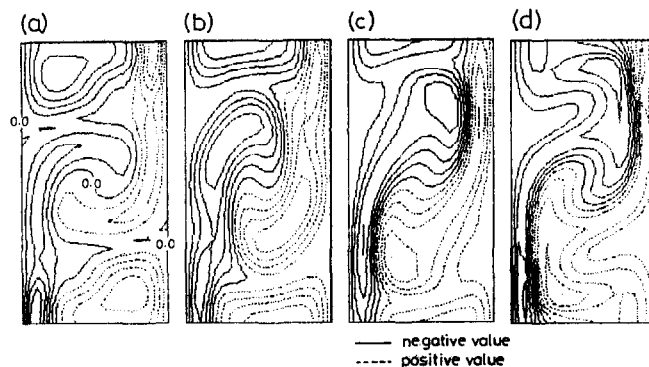 (a) (b) (c) (d)
0.0
0.0
0.0
negative value
positive value